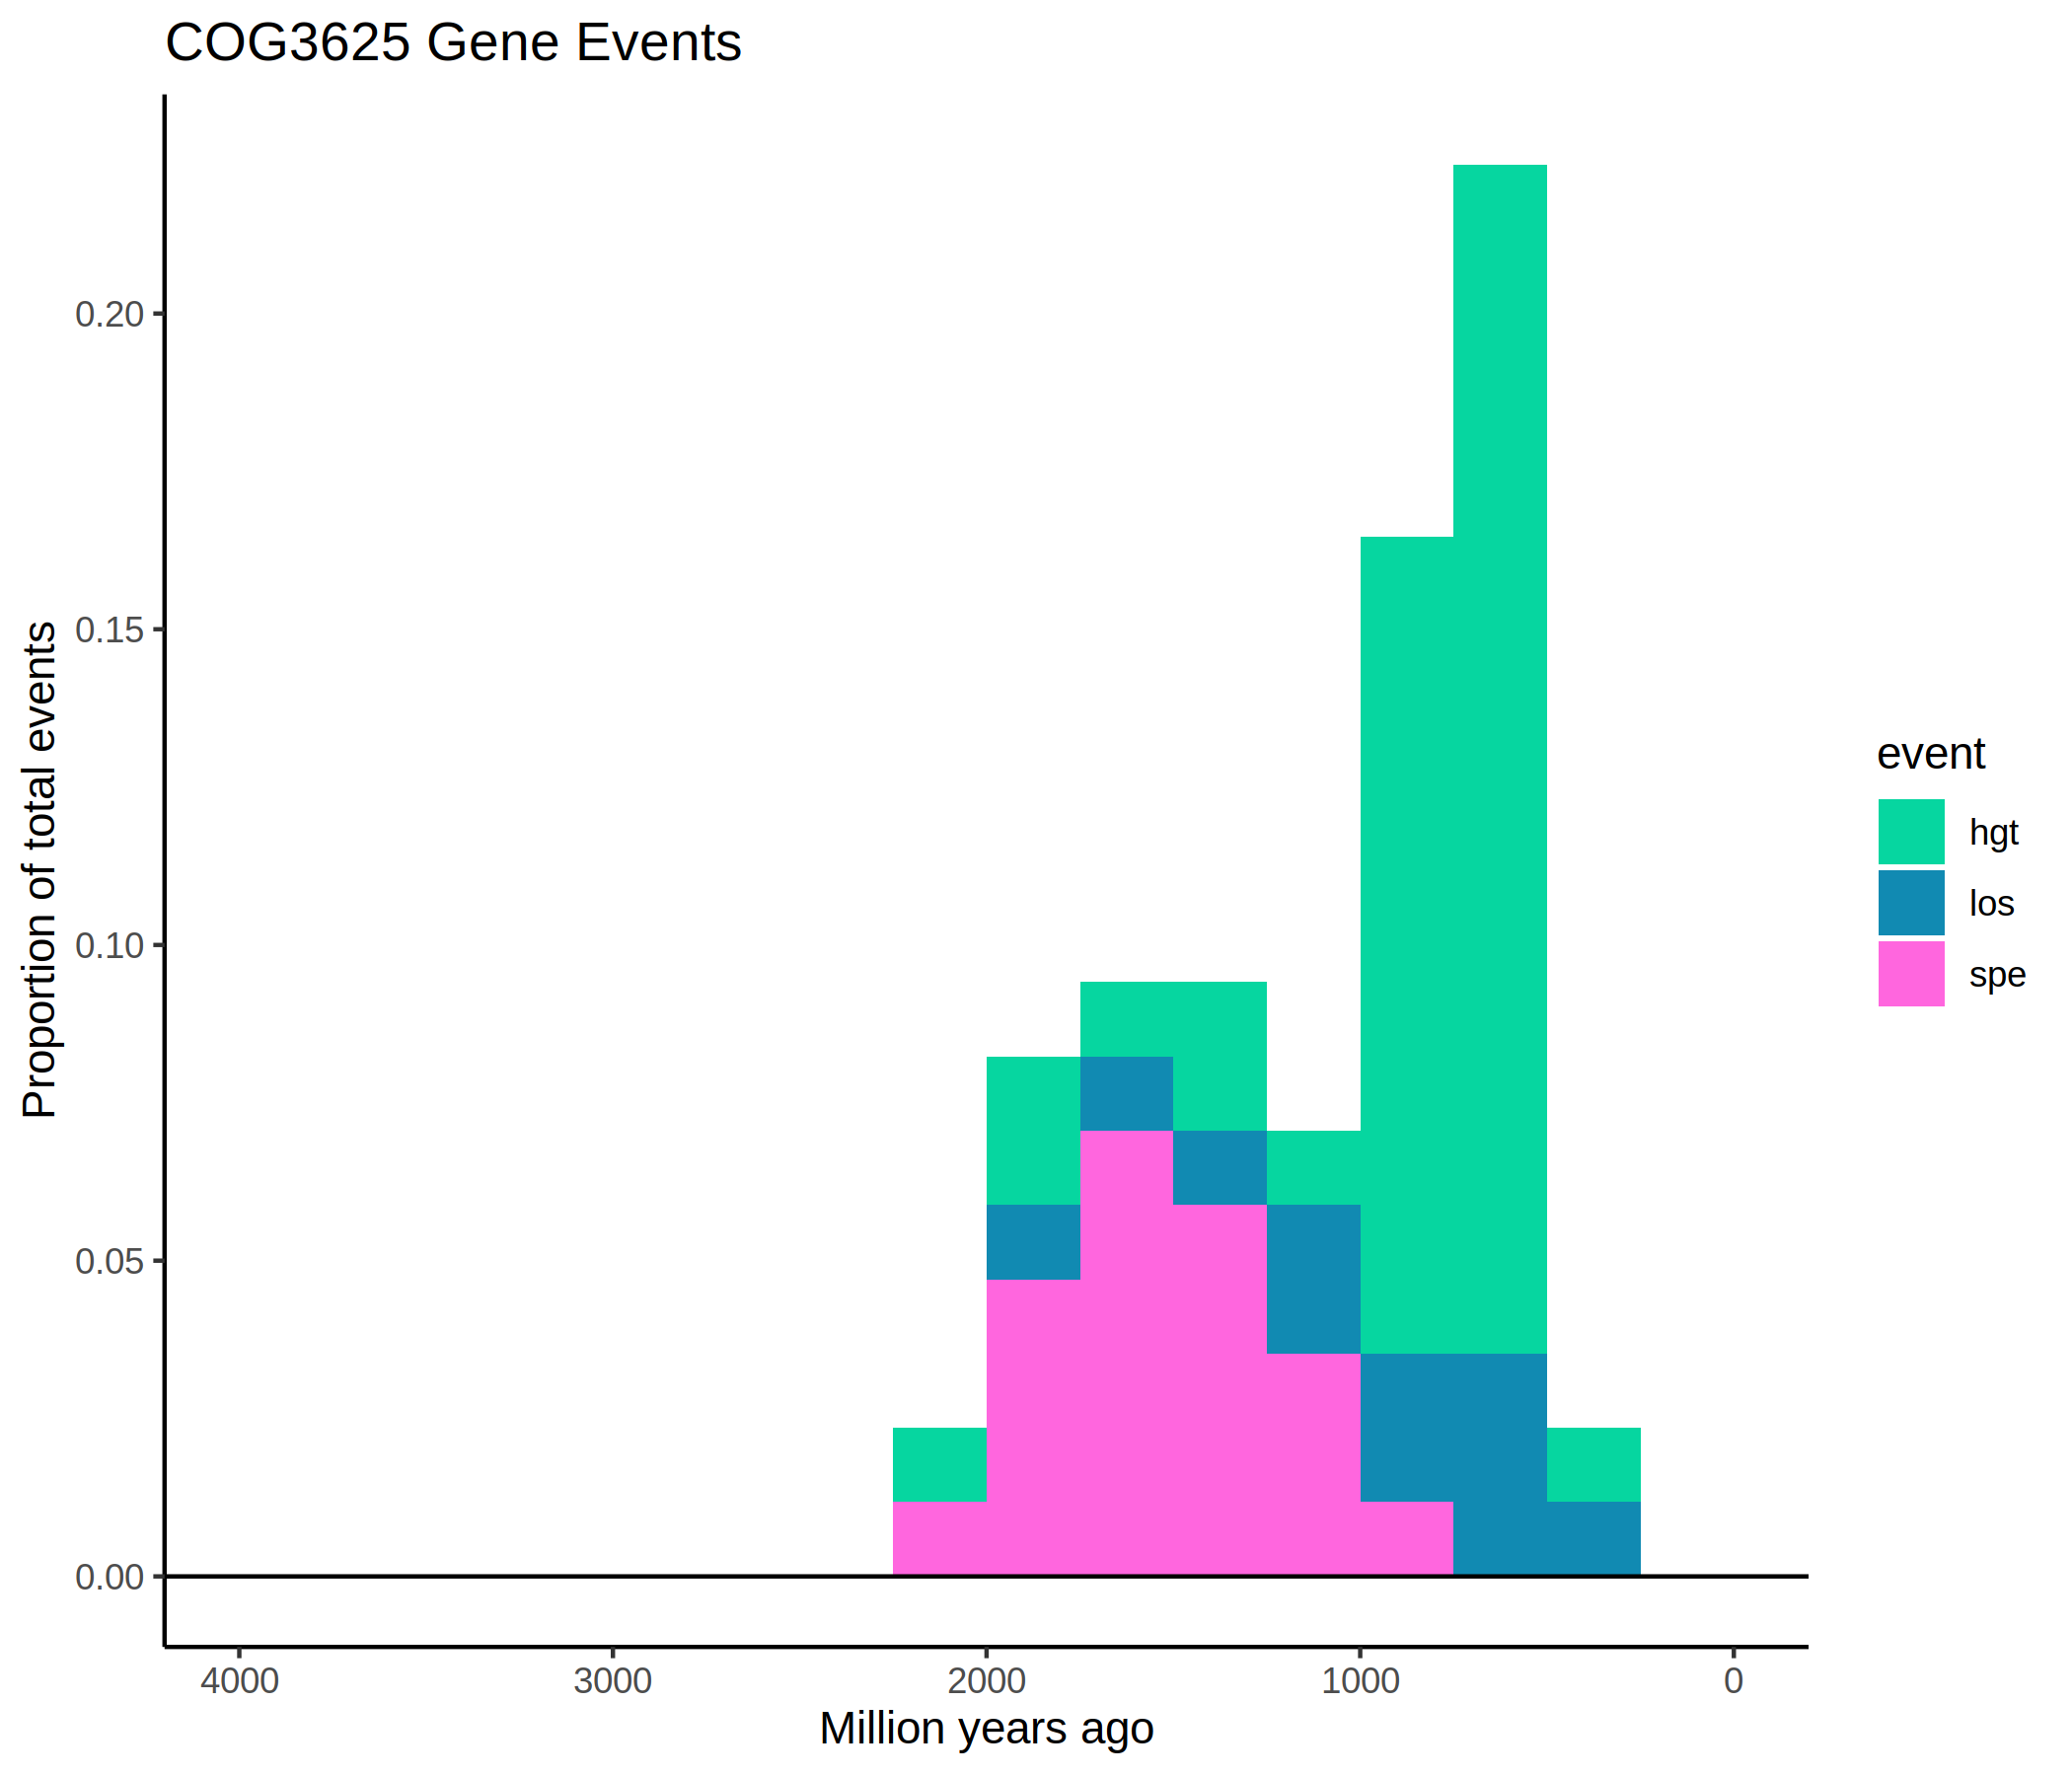 COG3625 Gene Events
Proportion of total events
0.20
0.15
0.10
0.05
0.00
4000 3000 2000 1000 0
Million years ago
event
hgt
los
spe